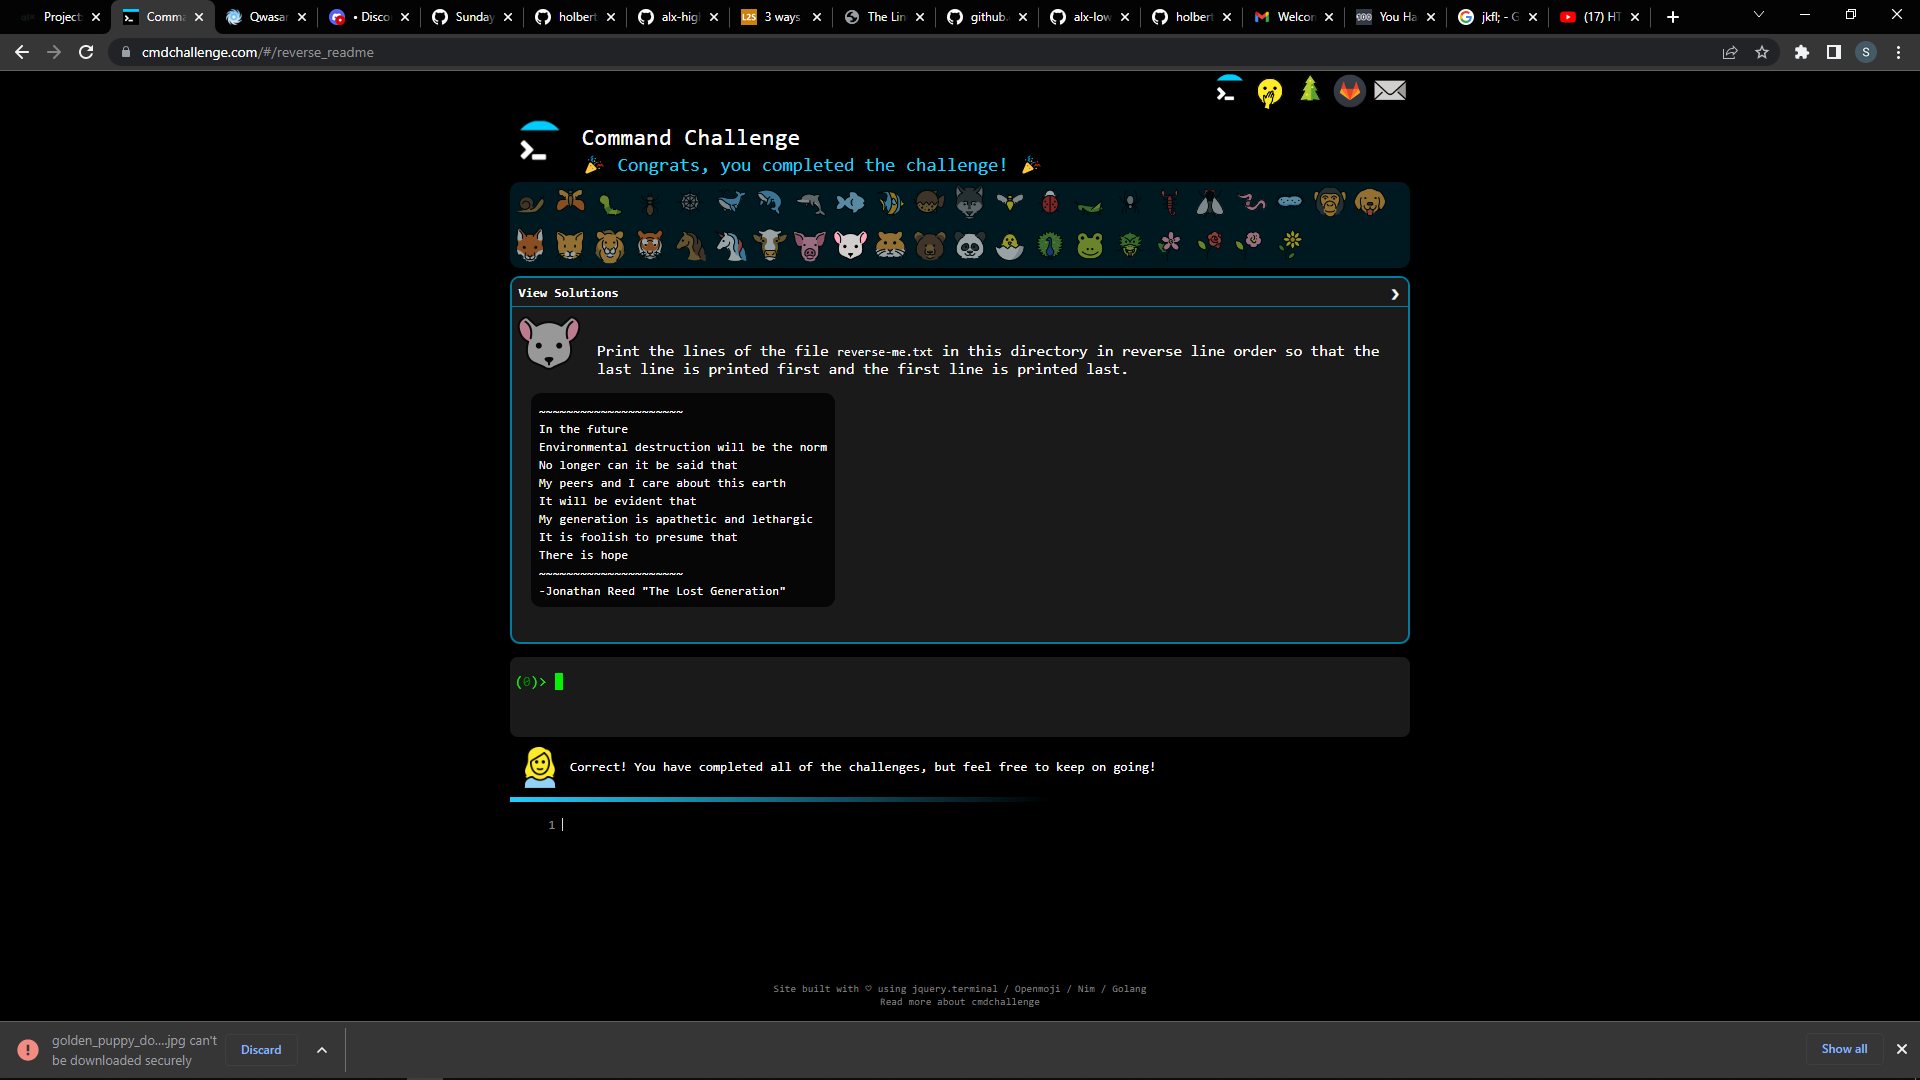 Project
Comma
Qwasar
• Disco
Sunday
holbert
alx-hig
L2S
3 ways
The Lin
github.
alx-low
holbert
Welcom
You Ha
jkfl; - G
(17) HT
cmdchallenge.com/#/reverse_readme
S
Command Challenge
Congrats, you completed the challenge!
View Solutions
Print the lines of the file reverse-me.txt in this directory in reverse line order so that the
last line is printed first and the first line is printed last.
~~~~~~~~~~~~~~~~~~~~~
In the future
Environmental destruction will be the norm
No longer can it be said that
My peers and I care about this earth
It will be evident that
My generation is apathetic and lethargic
It is foolish to presume that
There is hope
~~~~~~~~~~~~~~~~~~~~~
-Jonathan Reed "The Lost Generation"
(0)>
Correct! You have completed all of the challenges, but feel free to keep on going!
1
Site built with ♡ using jquery.terminal / Openmoji / Nim / Golang
Read more about cmdchallenge
golden_puppy_do....jpg can't
be downloaded securely
Discard
Show all